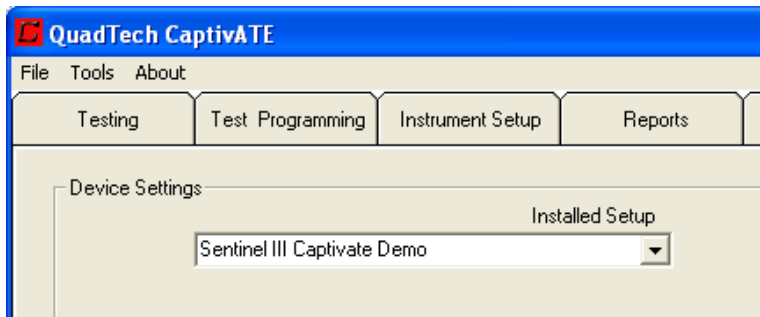 C QuadTech CaptivATE
File Tools About
Testing Test Programming Instrument Setup Reports
Device Settings
Installed Setup
Sentinel III Captivate Demo